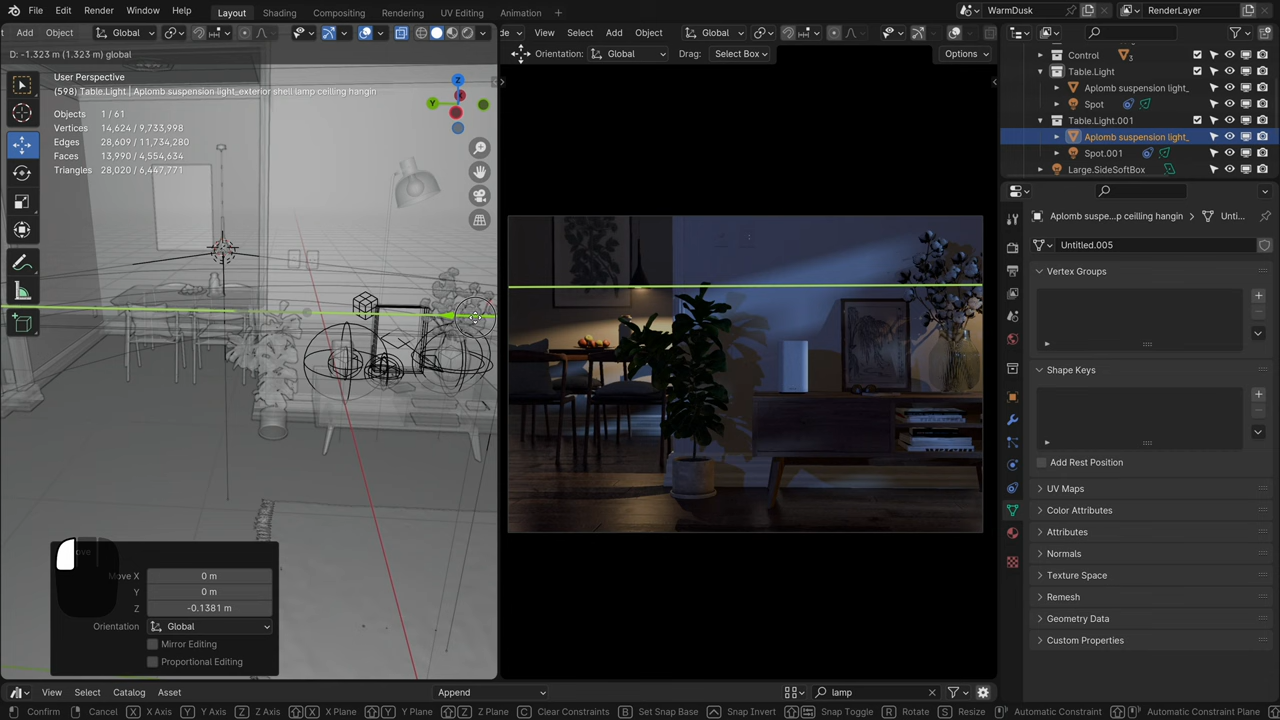 File Edit Render Window Help Layout Shading Compositing Rendering UV Editing Animation WarmDusk RenderLayer
Global Global
de View Select Add Object Global
D: -1.323 m (1.323 m) global
Orientation: Global Drag: Select Box Options
User Perspective
(598) Table.Light | Aplomb suspension light_exterior shell lamp ceilling hangin
Objects 1 / 61
Vertices 14,624 / 9,733,998
Edges 28,609 / 11,734,280
Faces 13,990 / 4,554,634
Triangles 28,020 / 6,447,771
Z
Y
Control 3
Table.Light
Aplomb suspension light_
Spot
Table.Light.001
Aplomb suspension light_
Spot.001
Large.SideSoftBox
Aplomb suspe...p ceilling hangin Unti...
Untitled.005
Vertex Groups
Shape Keys
Add Rest Position
UV Maps
Color Attributes
Attributes
Normals
Texture Space
Remesh
Geometry Data
Custom Properties
Move X 0 m
Y 0 m
Z -0.1381 m
Orientation Global
Mirror Editing
Proportional Editing
View Select Catalog Asset Append lamp
Confirm Cancel X X Axis Y Y Axis Z Z Axis X X Plane Y Y Plane Z Z Plane C Clear Constraints B Set Snap Base Snap Invert Snap Toggle R Rotate S Resize Automatic Constraint Automatic Constraint Plane